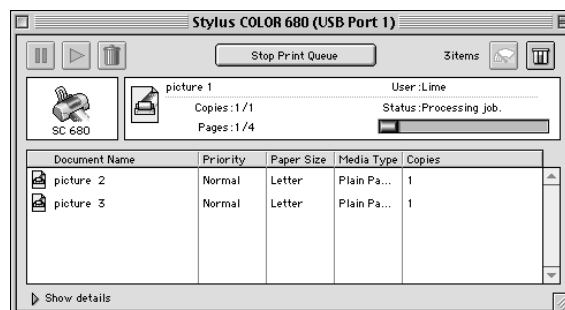 Stylus COLOR 680 (USB Port 1)
Stop Print Queue 3items
SC 680
picture 1 User:Lime
Copies:1/1 Status:Processing job.
Pages:1/4
Document Name Priority Paper Size Media Type Copies
picture 2 Normal Letter Plain Pa... 1
picture 3 Normal Letter Plain Pa... 1
Show details